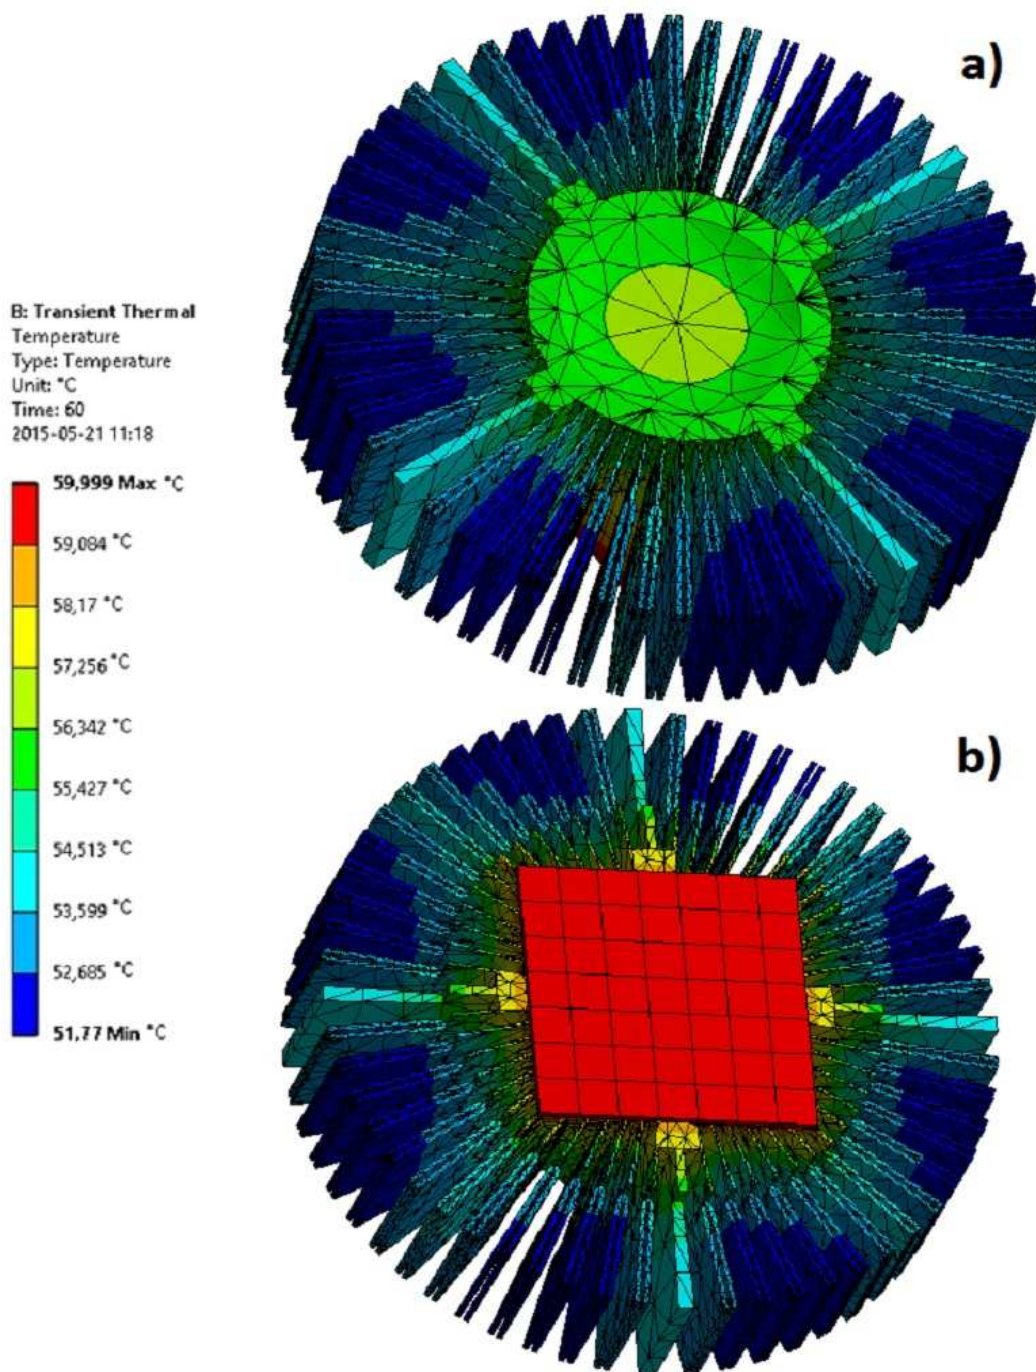 a)
B: Transient Thermal
Temperature
Type: Temperature
Unit: °C
Time: 60
2015-05-21 11:18
59,999 Max °C
59,084 °C
58,17 °C
57,256 °C
56,342 °C
55,427 °C
54,513 °C
53,599 °C
52,685 °C
51,77 Min °C
b)